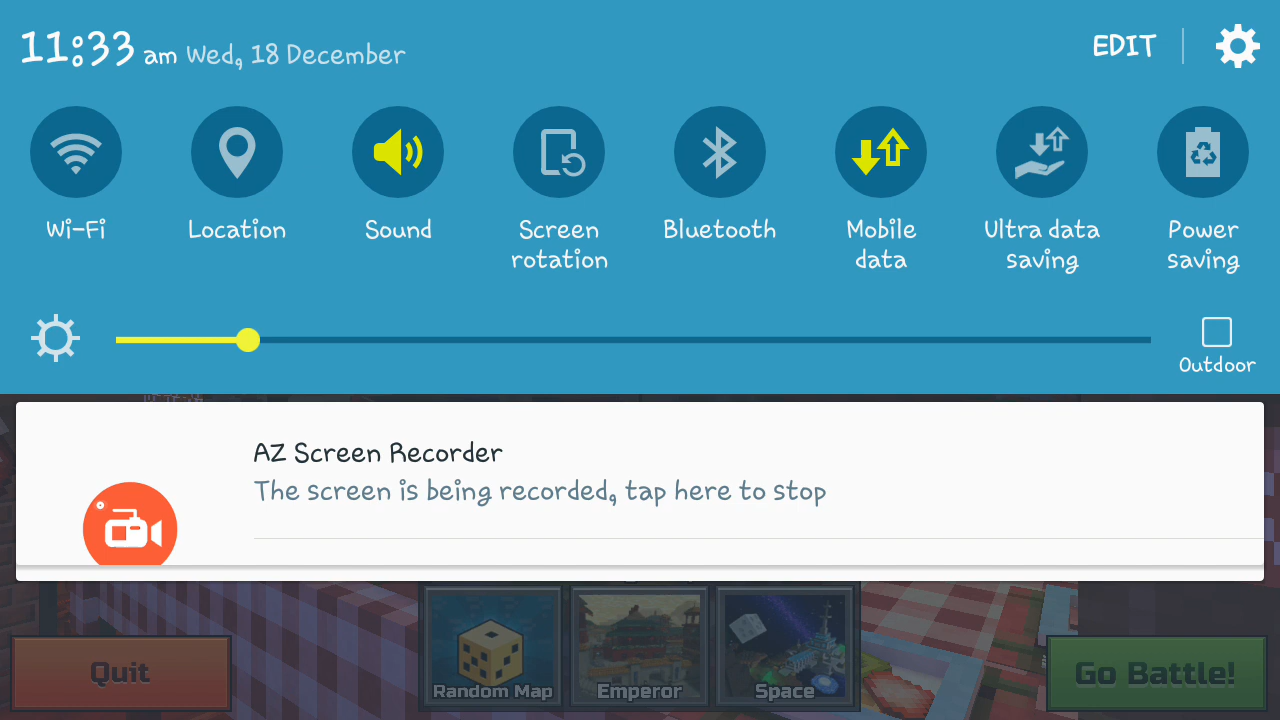 11:33 am Wed, 18 December
EDIT
Wi-Fi
Location
Sound
Screen
rotation
Bluetooth
Mobile
data
Ultra data
saving
Power
saving
Outdoor
AZ Screen Recorder
The screen is being recorded, tap here to stop
Quit
Random Map
Emperor
Space
Go Battle!